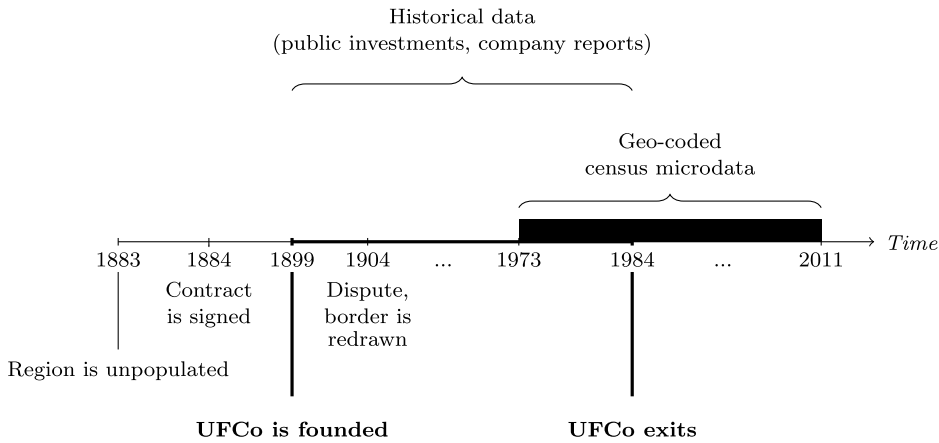 Historical data
(public investments, company reports)
Geo-coded
census microdata
Time
1883 1884 1899 1904 ... 1973 1984 ... 2011
Contract
is signed
Dispute,
border is
redrawn
Region is unpopulated
UFCo is founded
UFCo exits